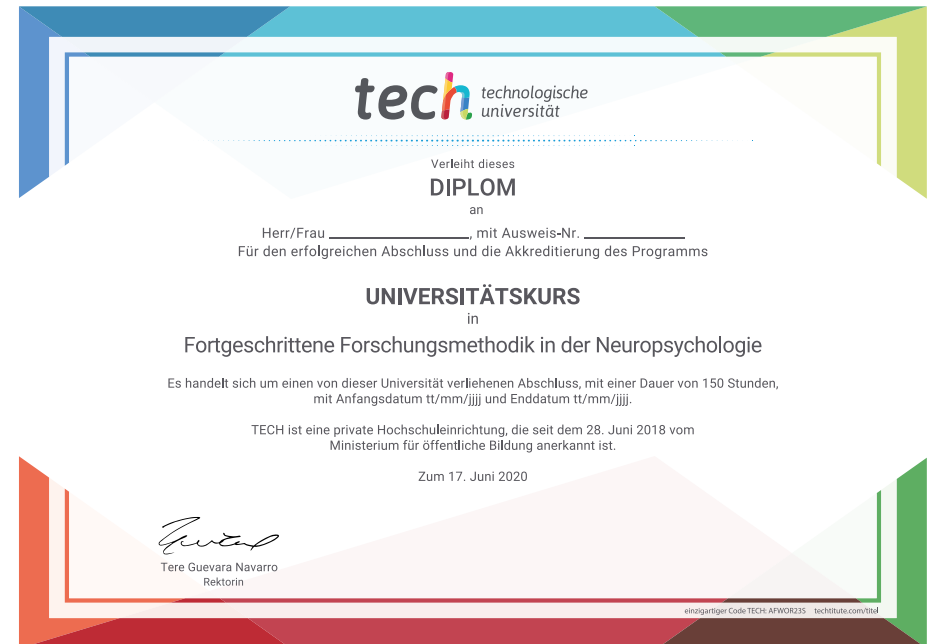 tech technologische
universität
Verleiht dieses
DIPLOM
an
Herr/Frau ____________________, mit Ausweis-Nr. ______________
Für den erfolgreichen Abschluss und die Akkreditierung des Programms
UNIVERSITÄTSKURS
in
Fortgeschrittene Forschungsmethodik in der Neuropsychologie
Es handelt sich um einen von dieser Universität verliehenen Abschluss, mit einer Dauer von 150 Stunden,
mit Anfangsdatum tt/mm/jjjj und Enddatum tt/mm/jjjj.
TECH ist eine private Hochschuleinrichtung, die seit dem 28. Juni 2018 vom
Ministerium für öffentliche Bildung anerkannt ist.
Zum 17. Juni 2020
Tere Guevara Navarro
Rektorin
einzigartiger Code TECH: AFWOR235 techtitute.com/titel